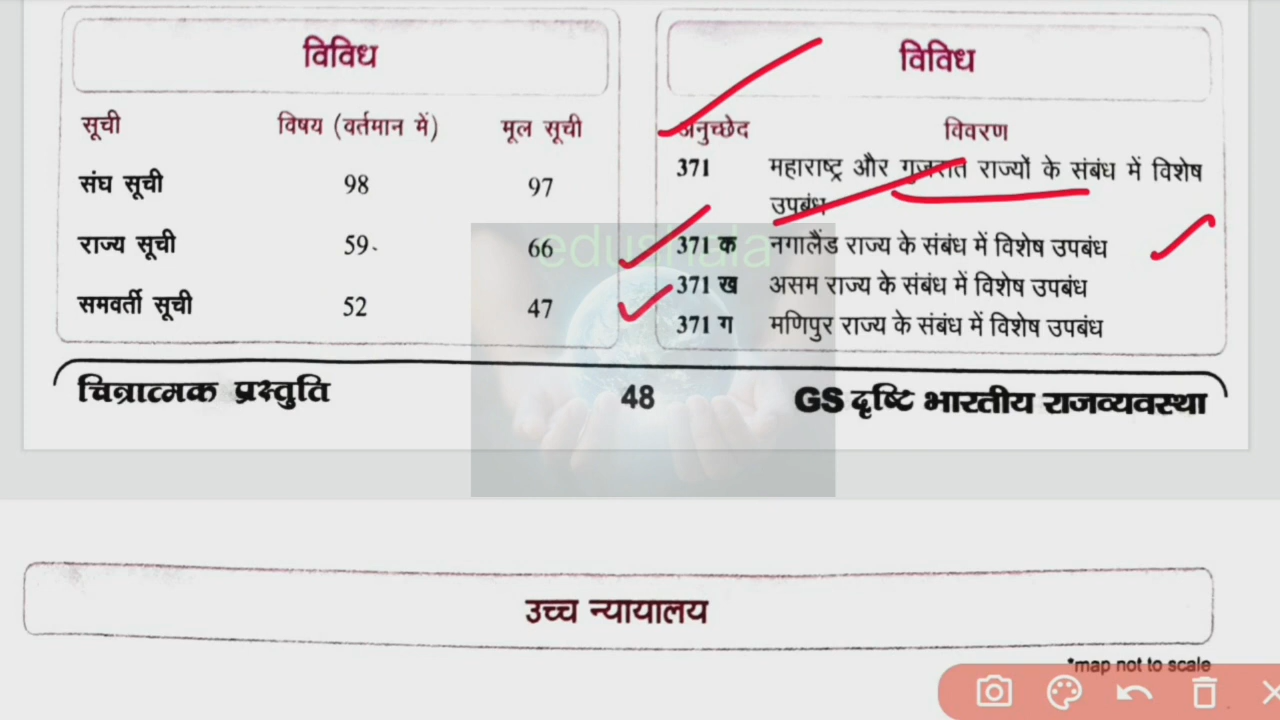 विविध
सूची विषय (वर्तमान में) मूल सूची
संघ सूची 98 97
राज्य सूची 59 66
समवर्ती सूची 52 47
विविध
अनुच्छेद विवरण
371 महाराष्ट्र और गुजरात राज्यों के संबंध में विशेष
उपबंध
371 क नगालैंड राज्य के संबंध में विशेष उपबंध
371 ख असम राज्य के संबंध में विशेष उपबंध
371 ग मणिपुर राज्य के संबंध में विशेष उपबंध
edushala
चित्रात्मक प्रस्तुति 48 GS दृष्टि भारतीय राजव्यवस्था
उच्च न्यायालय
*map not to scale